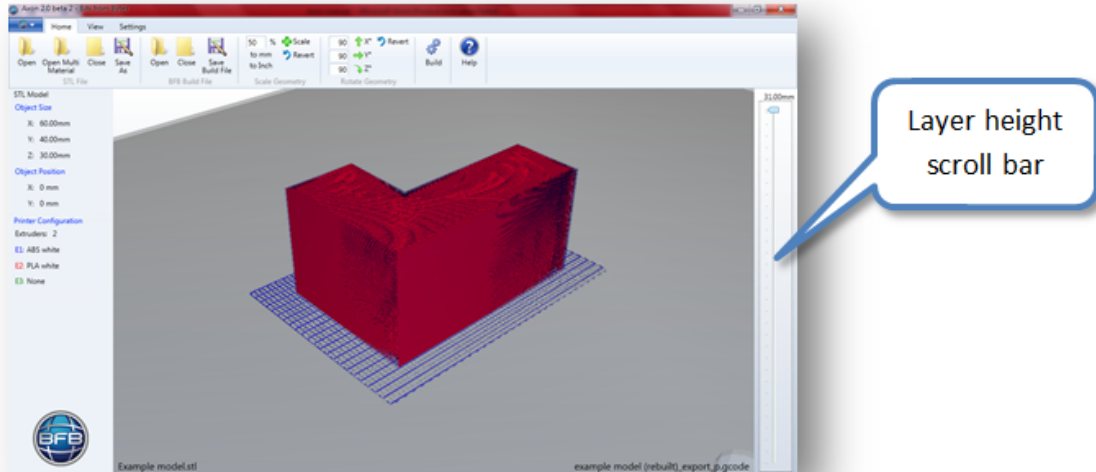 Axon 2.0 beta 2 - Bits from Bytes
Home View Settings
Open
Open Multi Material
Close
Save As
STL File
Open
Close
Save Build File
BFB Build File
50 % Scale
to mm Revert
to Inch
Scale Geometry
90 X° Revert
90 Y°
90 Z°
Rotate Geometry
Build
Help
STL Model
Object Size
X: 60.00mm
Y: 40.00mm
Z: 30.00mm
Object Position
X: 0 mm
Y: 0 mm
Printer Configuration
Extruders: 2
E1: ABS white
E2: PLA white
E3: None
BFB
31.00mm
Example model.stl
example model (rebuilt)_export_p.gcode
Layer height
scroll bar